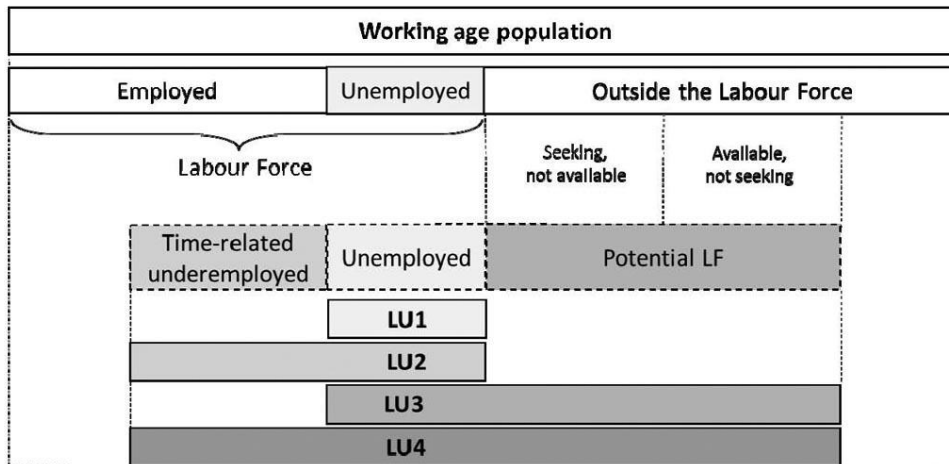 Working age population
Employed Unemployed Outside the Labour Force
Labour Force
Seeking, not available
Available, not seeking
Time-related underemployed
Unemployed
Potential LF
LU1
LU2
LU3
LU4